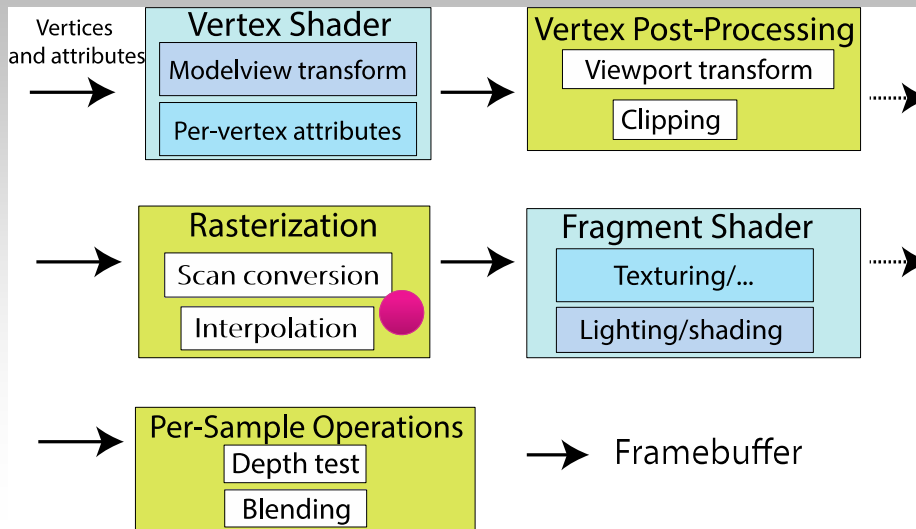 Vertices
and attributes
Vertex Shader
Modelview transform
Per-vertex attributes
Vertex Post-Processing
Viewport transform
Clipping
Rasterization
Scan conversion
Interpolation
Fragment Shader
Texturing/...
Lighting/shading
Per-Sample Operations
Depth test
Blending
Framebuffer